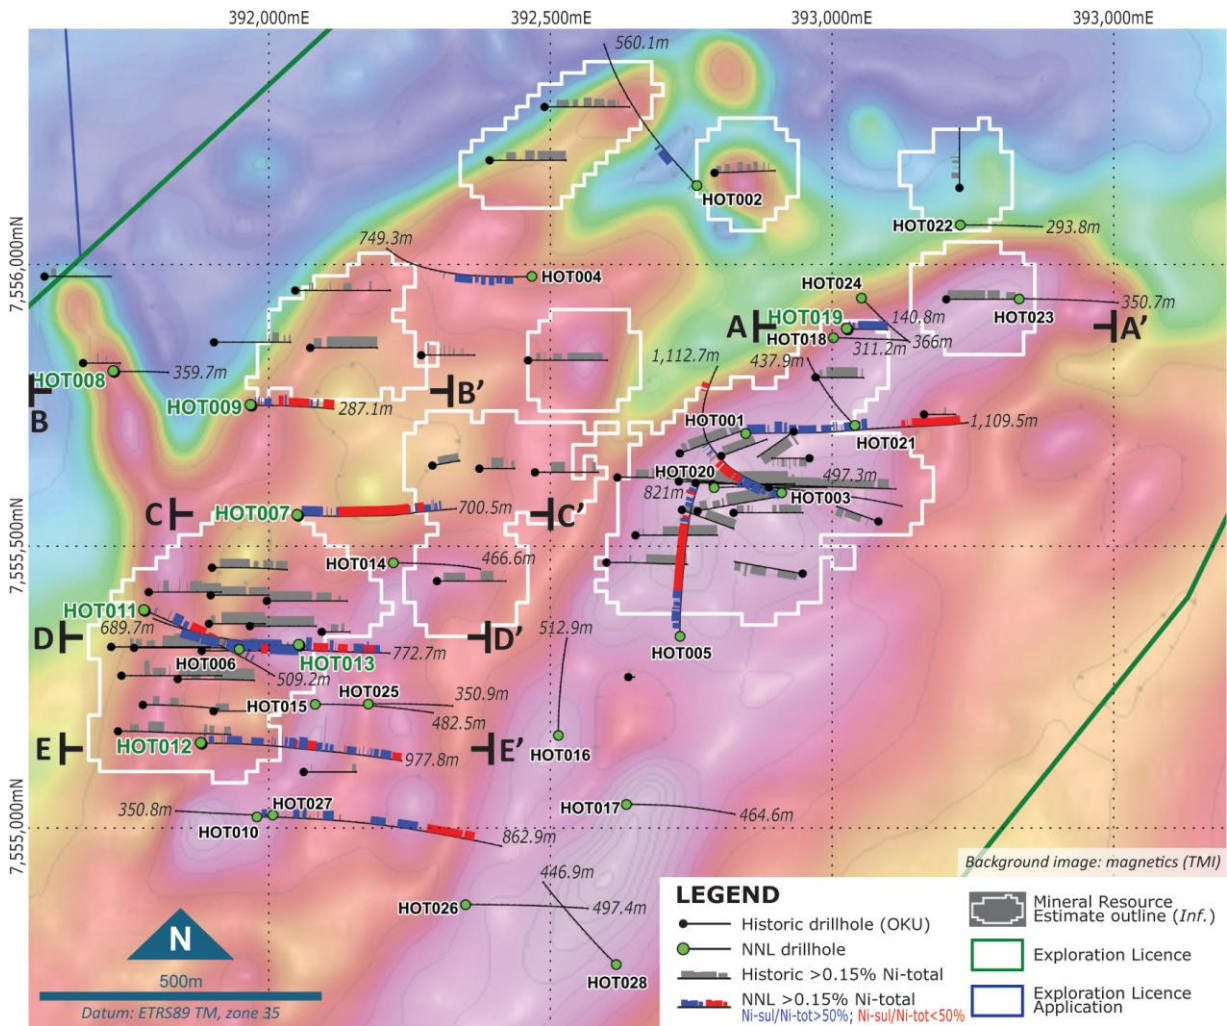 392,000mE 392,500mE 393,000mE 393,000mE
560.1m
HOT002
HOT022
293.8m
7,556,000mN
749.3m
HOT004
HOT024
HOT019
140.8m
350.7m
HOT023
A
A'
HOT018
311.2m
366m
HOT008
359.7m
1,112.7m
437.9m
B
B'
HOT009
287.1m
HOT001
1,109.5m
HOT021
HOT020
497.3m
821m
HOT003
C
HOT007
700.5m
C'
7,555,500mN
HOT014
466.6m
HOT011
689.7m
D
D'
512.9m
HOT006
HOT013
772.7m
HOT005
509.2m
HOT025
350.9m
HOT015
482.5m
E
HOT012
E'
977.8m
HOT016
350.8m
HOT027
HOT017
464.6m
HOT010
862.9m
7,555,000mN
Background image: magnetics (TMI)
446.9m
HOT026
497.4m
HOT028
N
500m
Datum: ETRS89 TM, zone 35
LEGEND
Historic drillhole (OKU)
NNL drillhole
Historic >0.15% Ni-total
NNL >0.15% Ni-total
Ni-sul/Ni-tot>50%; Ni-sul/Ni-tot<50%
Mineral Resource
Estimate outline (Inf.)
Exploration Licence
Exploration Licence
Application